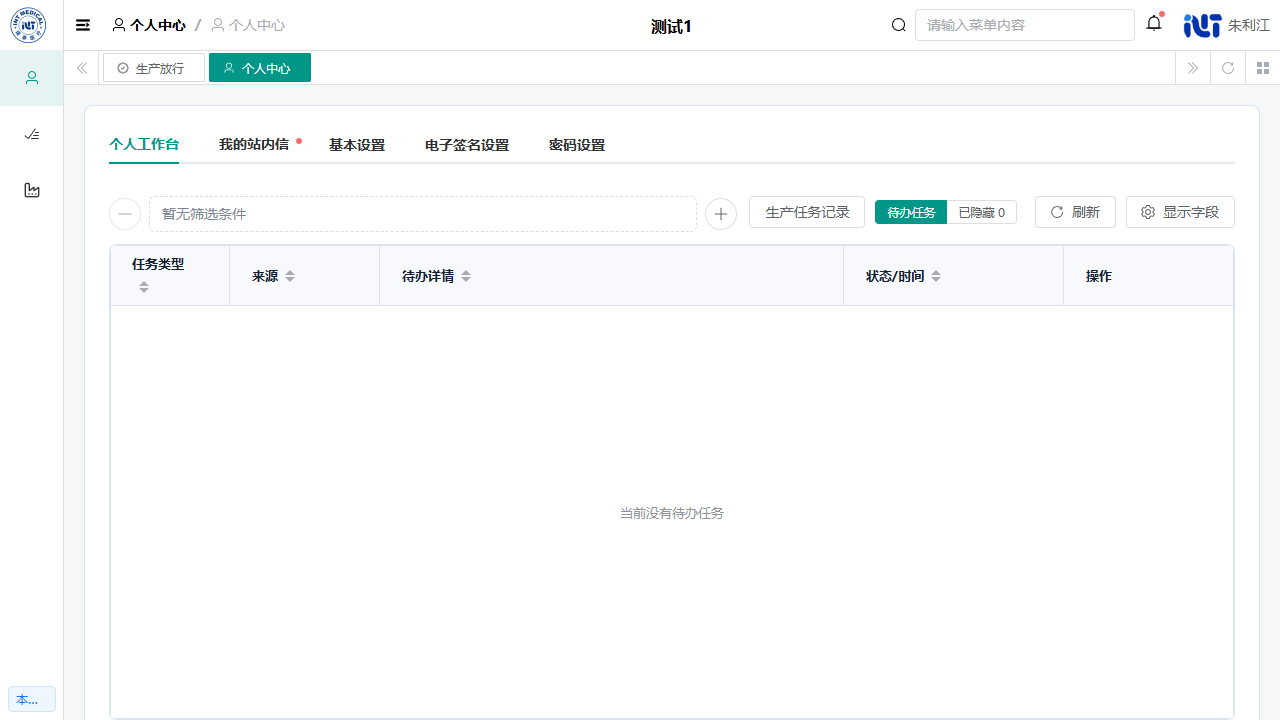 INT MEDICAL
个人中心 / 个人中心
测试1
请输入菜单内容
朱利江
生产放行
个人中心
个人工作台
我的站内信
基本设置
电子签名设置
密码设置
暂无筛选条件
生产任务记录
待办任务
已隐藏 0
刷新
显示字段
任务类型
来源
待办详情
状态/时间
操作
当前没有待办任务
本...